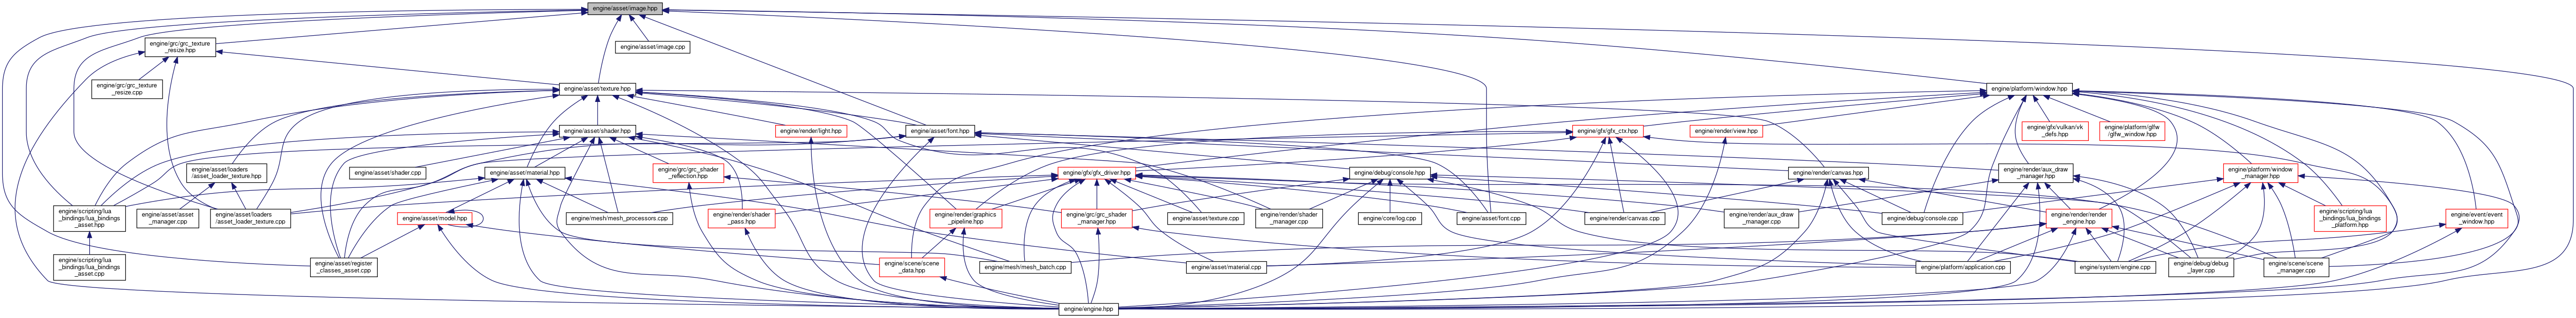 engine/asset/image.hpp
engine/grc/grc_texture
_resize.hpp
engine/asset/image.cpp
engine/grc/grc_texture
_resize.cpp
engine/asset/texture.hpp
engine/platform/window.hpp
engine/asset/shader.hpp
engine/render/light.hpp
engine/asset/font.hpp
engine/gfx/gfx_ctx.hpp
engine/render/view.hpp
engine/gfx/vulkan/vk
_defs.hpp
engine/platform/glfw
/glfw_window.hpp
engine/asset/loaders
/asset_loader_texture.hpp
engine/asset/shader.cpp
engine/asset/material.hpp
engine/grc/grc_shader
_reflection.hpp
engine/gfx/gfx_driver.hpp
engine/debug/console.hpp
engine/render/canvas.hpp
engine/render/aux_draw
_manager.hpp
engine/platform/window
_manager.hpp
engine/scripting/lua
_bindings/lua_bindings
_asset.hpp
engine/asset/asset
_manager.cpp
engine/asset/loaders
/asset_loader_texture.cpp
engine/asset/model.hpp
engine/mesh/mesh_processors.cpp
engine/render/shader
_pass.hpp
engine/render/graphics
_pipeline.hpp
engine/grc/grc_shader
_manager.hpp
engine/asset/texture.cpp
engine/render/shader
_manager.cpp
engine/core/log.cpp
engine/asset/font.cpp
engine/render/canvas.cpp
engine/render/aux_draw
_manager.cpp
engine/debug/console.cpp
engine/render/render
_engine.hpp
engine/scripting/lua
_bindings/lua_bindings
_platform.hpp
engine/event/event
_window.hpp
engine/scripting/lua
_bindings/lua_bindings
_asset.cpp
engine/asset/register
_classes_asset.cpp
engine/scene/scene
_data.hpp
engine/mesh/mesh_batch.cpp
engine/asset/material.cpp
engine/platform/application.cpp
engine/system/engine.cpp
engine/debug/debug
_layer.cpp
engine/scene/scene
_manager.cpp
engine/engine.hpp